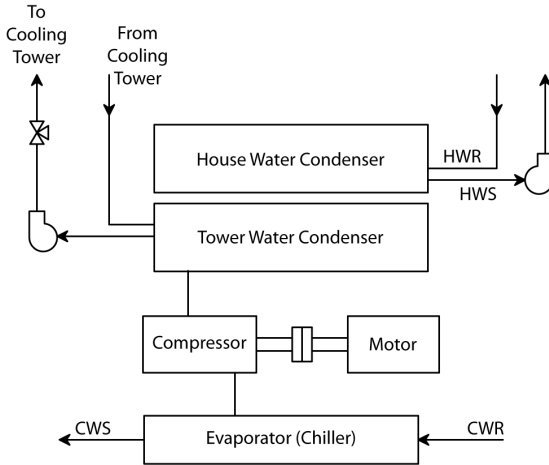 To
Cooling
Tower
From
Cooling
Tower
House Water Condenser
HWR
HWS
Tower Water Condenser
Compressor
Motor
CWS
Evaporator (Chiller)
CWR